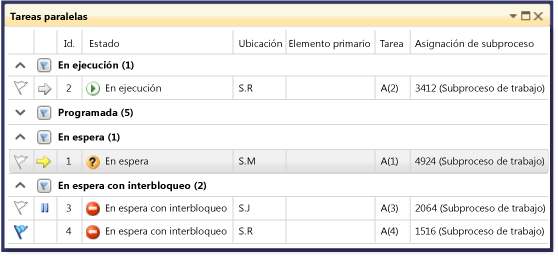 Tareas paralelas
Id. Estado Ubicación Elemento primario Tarea Asignación de subproceso
En ejecución (1)
2 En ejecución S.R A(2) 3412 (Subproceso de trabajo)
Programada (5)
En espera (1)
1 ? En espera S.M A(1) 4924 (Subproceso de trabajo)
En espera con interbloqueo (2)
3 En espera con interbloqueo S.J A(3) 2064 (Subproceso de trabajo)
4 En espera con interbloqueo S.R A(4) 1516 (Subproceso de trabajo)